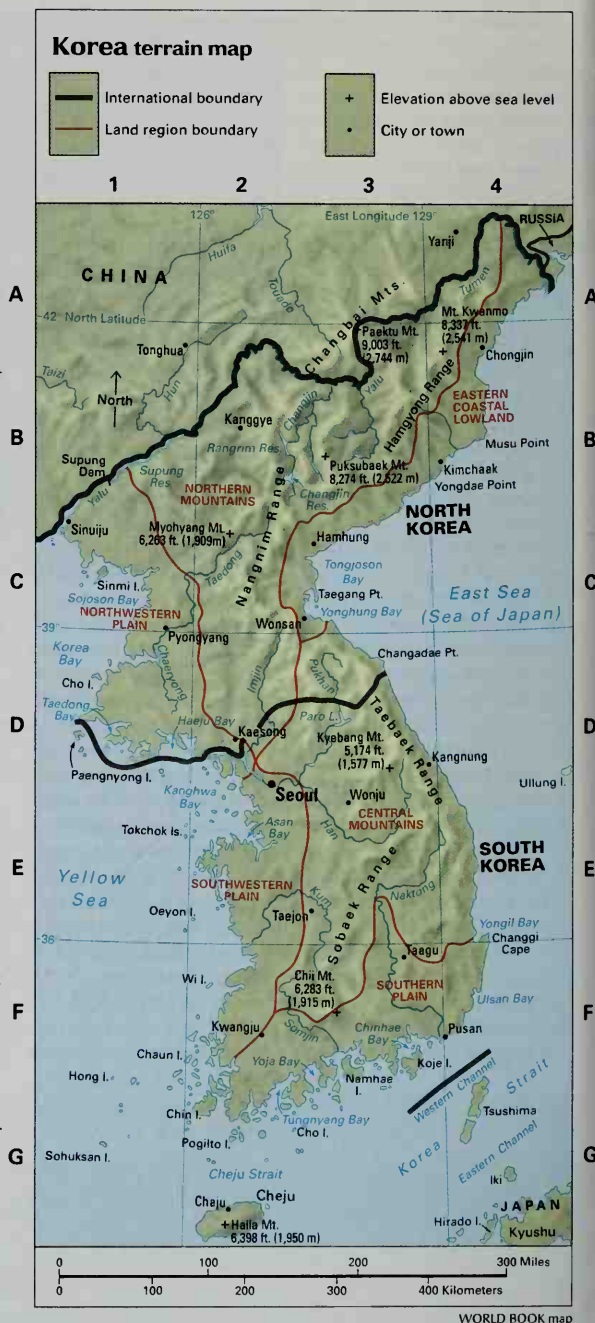 Korea terrain map
International boundary
Land region boundary
+ Elevation above sea level
• City or town
1 2 3 4
126°
East Longitude 129°
RUSSIA
Yanji
Huifa
CHINA
Toudao
A
A
Tumen
Changbai Mts.
42 North Latitude
Paektu Mt.
9,003 ft.
(2,744 m)
Mt. Kwanmo
8,337 ft.
(2,541 m)
Tonghua
Chongjin
Taizi
Hun
North
Yalu
Hamgyong Range
EASTERN
COASTAL
LOWLAND
Kanggye
Changjin
B
B
Rangrim Res.
Musu Point
Supung
Dam
Supung
Res.
Puksubaek Mt.
8,274 ft. (2,522 m)
Kimchaak
Yongdae Point
Yalu
NORTHERN
MOUNTAINS
Changjin
Res.
NORTH
KOREA
Nangnim Range
Sinuiju
Myohyang Mt.
6,263 ft. (1,909m)
Hamhung
Taedong
Tongjoson
Bay
C
C
Sinmi I.
Sojoson Bay
Taegang Pt.
East Sea
(Sea of Japan)
NORTHWESTERN
PLAIN
Yonghung Bay
Wonsan
39
Pyongyang
Korea
Bay
Changadae Pt.
Chaeryong
Imjin
Pukhan
Cho I.
Taedong
Bay
Haeju Bay
Paro L.
Taebaek Range
D
D
Kaesong
Kyebang Mt.
5,174 ft.
(1,577 m)
Kangnung
Paengnyong I.
Ullung I.
Kanghwa
Bay
Seoul
Wonju
Tokchok Is.
Asan
Bay
Han
CENTRAL
MOUNTAINS
SOUTH
KOREA
E
E
Yellow
Sea
SOUTHWESTERN
PLAIN
Sobaek Range
Kum
Naktong
Oeyon I.
Taejon
Yongil Bay
36
Changgi
Cape
Taegu
Wi I.
Chii Mt.
6,283 ft.
(1,915 m)
SOUTHERN
PLAIN
Ulsan Bay
F
F
Kwangju
Somjin
Chinhae
Bay
Pusan
Chaun I.
Yoja Bay
Koje I.
Hong I.
Namhae
I.
Western Channel
Korea Strait
Chin I.
Tungnyang Bay
Tsushima
Cho I.
Pogilto I.
G
G
Sohuksan I.
Eastern Channel
Cheju Strait
Iki
Chaju
Cheju
JAPAN
Halla Mt.
6,398 ft. (1,950 m)
Hirado I.
Kyushu
0 100 200 300 Miles
0 100 200 300 400 Kilometers
WORLD BOOK map